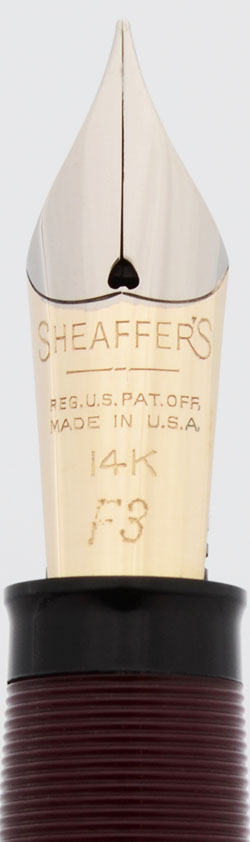 SHEAFFER'S
REG. U.S. PAT. OFF.
MADE IN U.S.A.
14K
F3